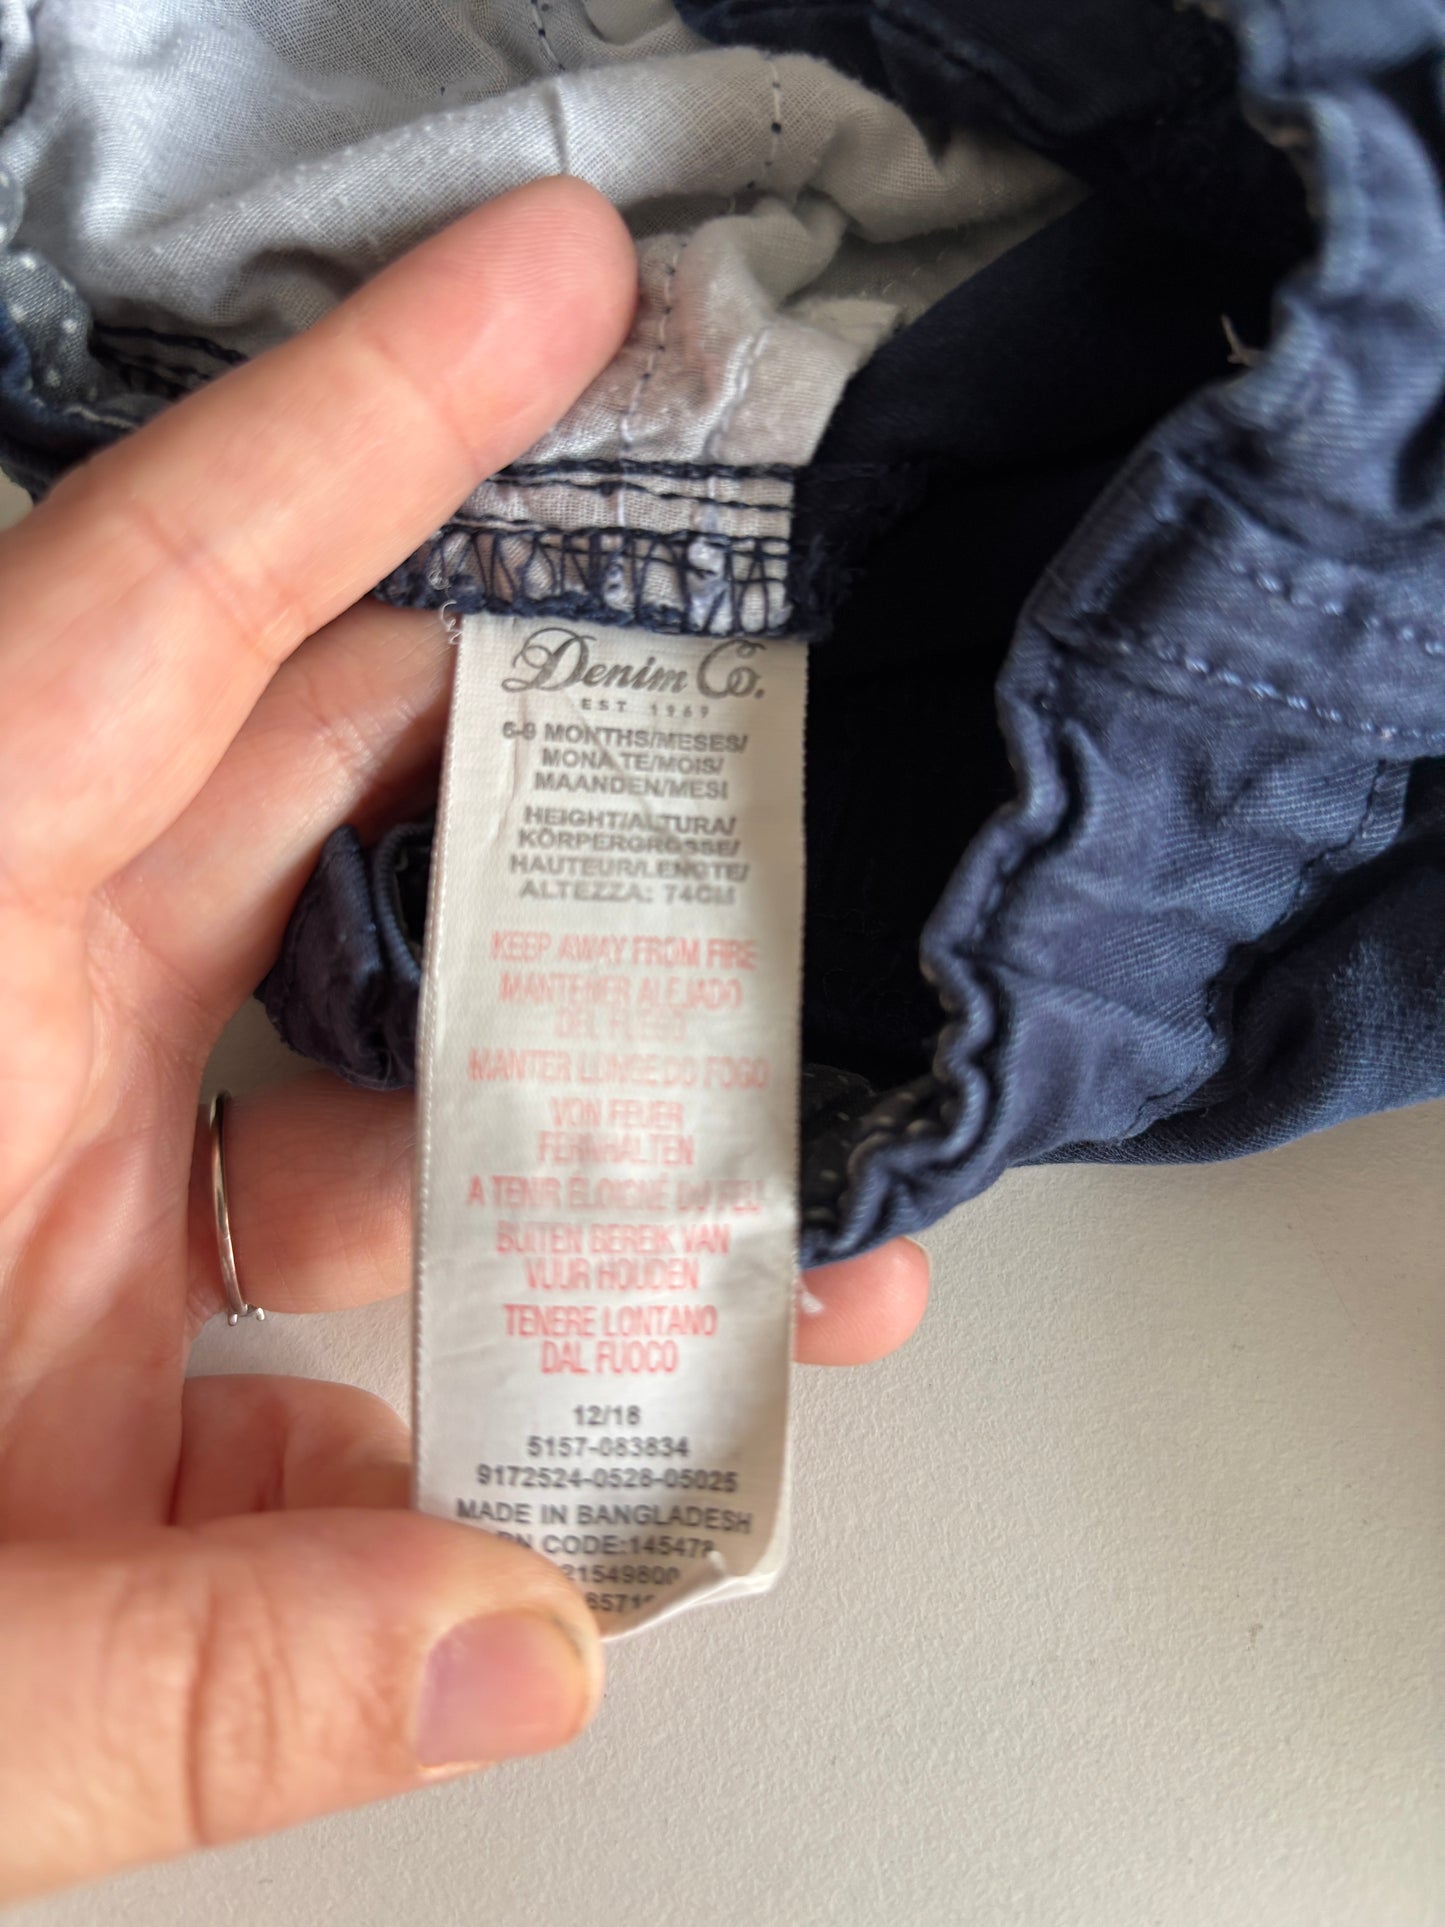 Denim Co.
EST 1969
6-9 MONTHS/MESES/
MONATE/MOIS/
MAANDEN/MESI
HEIGHT/ALTURA/
KÖRPERGRÖSSE/
HAUTEUR/LENGTE/
ALTEZZA: 74CM
KEEP AWAY FROM FIRE
MANTENER ALEJADO
DEL FUEGO
MANTER LONGE DO FOGO
VON FEUER
FERNHALTEN
A TENIR ÉLOIGNÉ DU FEU
BUITEN BEREIK VAN
VUUR HOUDEN
TENERE LONTANO
DAL FUOCO
12/18
5157-083834
9172524-0528-05025
MADE IN BANGLADESH
CODE:145478